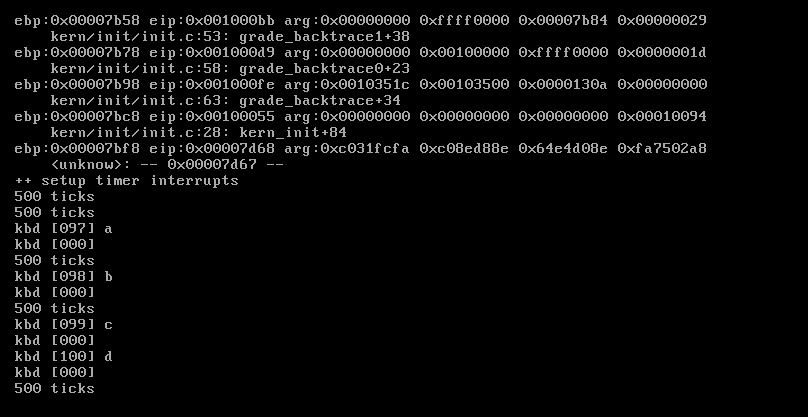 ebp:0x00007b58 eip:0x001000bb arg:0x00000000 0xffff0000 0x00007b84 0x00000029
kern/init/init.c:53: grade_backtrace1+38
ebp:0x00007b78 eip:0x001000d9 arg:0x00000000 0x00100000 0xffff0000 0x0000001d
kern/init/init.c:58: grade_backtrace0+23
ebp:0x00007b98 eip:0x001000fe arg:0x0010351c 0x00103500 0x0000130a 0x00000000
kern/init/init.c:63: grade_backtrace+34
ebp:0x00007bc8 eip:0x00100055 arg:0x00000000 0x00000000 0x00000000 0x00010094
kern/init/init.c:28: kern_init+84
ebp:0x00007bf8 eip:0x00007d68 arg:0xc031fcfa 0xc08ed88e 0x64e4d08e 0xfa7502a8
<unknow>: -- 0x00007d67 --
++ setup timer interrupts
500 ticks
500 ticks
kbd [097] a
kbd [000]
500 ticks
kbd [098] b
kbd [000]
500 ticks
kbd [099] c
kbd [000]
kbd [100] d
kbd [000]
500 ticks